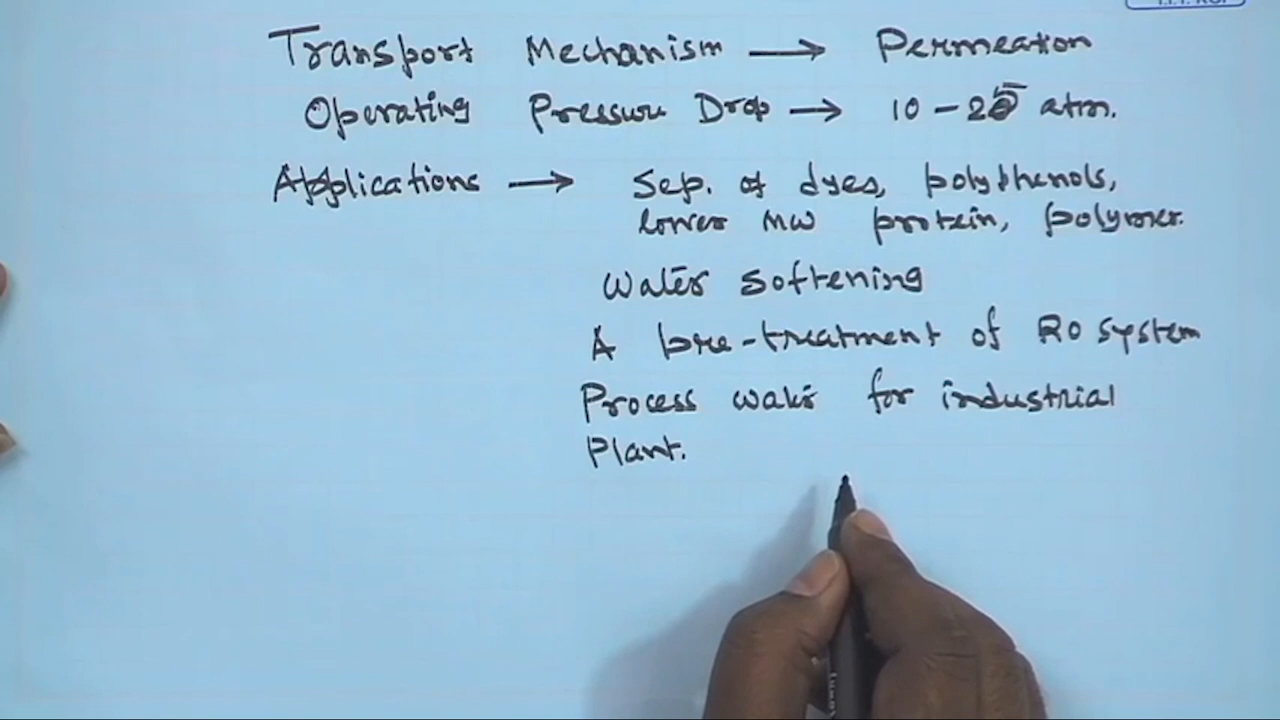 Transport Mechanism → Permeation
Operating Pressure Drop → 10 - 25 atm.
Applications → Sep. of dyes, polyphenols,
lower MW protein, polymer.
Water softening
A pre-treatment of RO system
Process water for industrial
Plant.